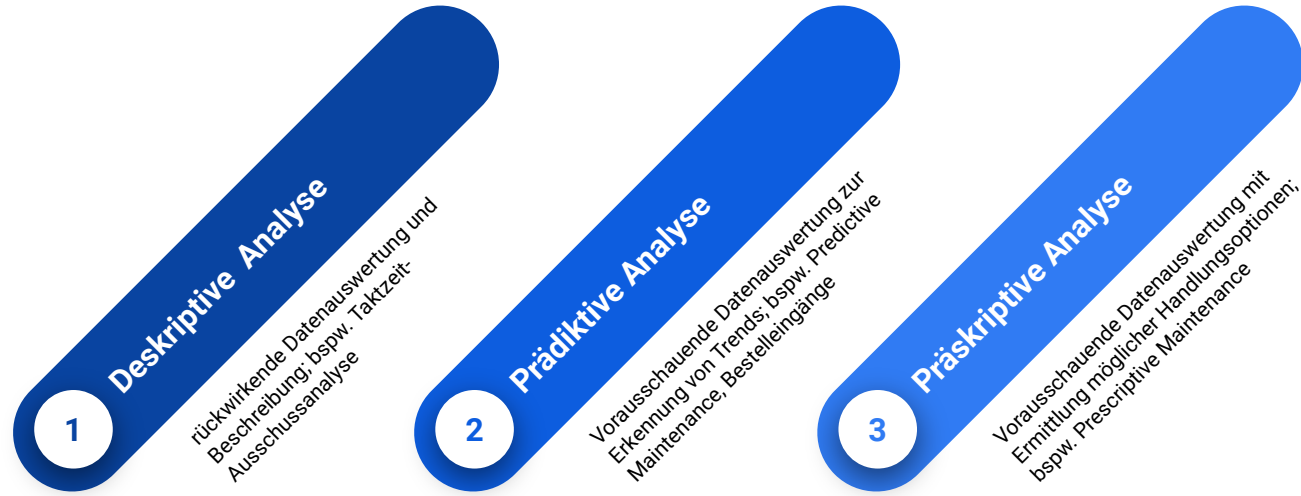 1
Deskriptive Analyse
rückwirkende Datenauswertung und
Beschreibung; bspw. Taktzeit-
Ausschussanalyse
2
Prädiktive Analyse
Vorausschauende Datenauswertung zur
Erkennung von Trends; bspw. Predictive
Maintenance, Bestelleingänge
3
Präskriptive Analyse
Vorausschauende Datenauswertung mit
Ermittlung möglicher Handlungsoptionen;
bspw. Prescriptive Maintenance